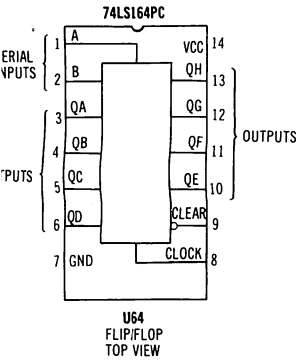 74LS164PC
1 A
VCC 14
ERIAL
NPUTS
2 B
QH 13
3 QA
QG 12
OUTPUTS
4 QB
QF 11
PUTS
5 QC
QE 10
6 QD
CLEAR 9
7 GND
CLOCK 8
U64
FLIP/FLOP
TOP VIEW